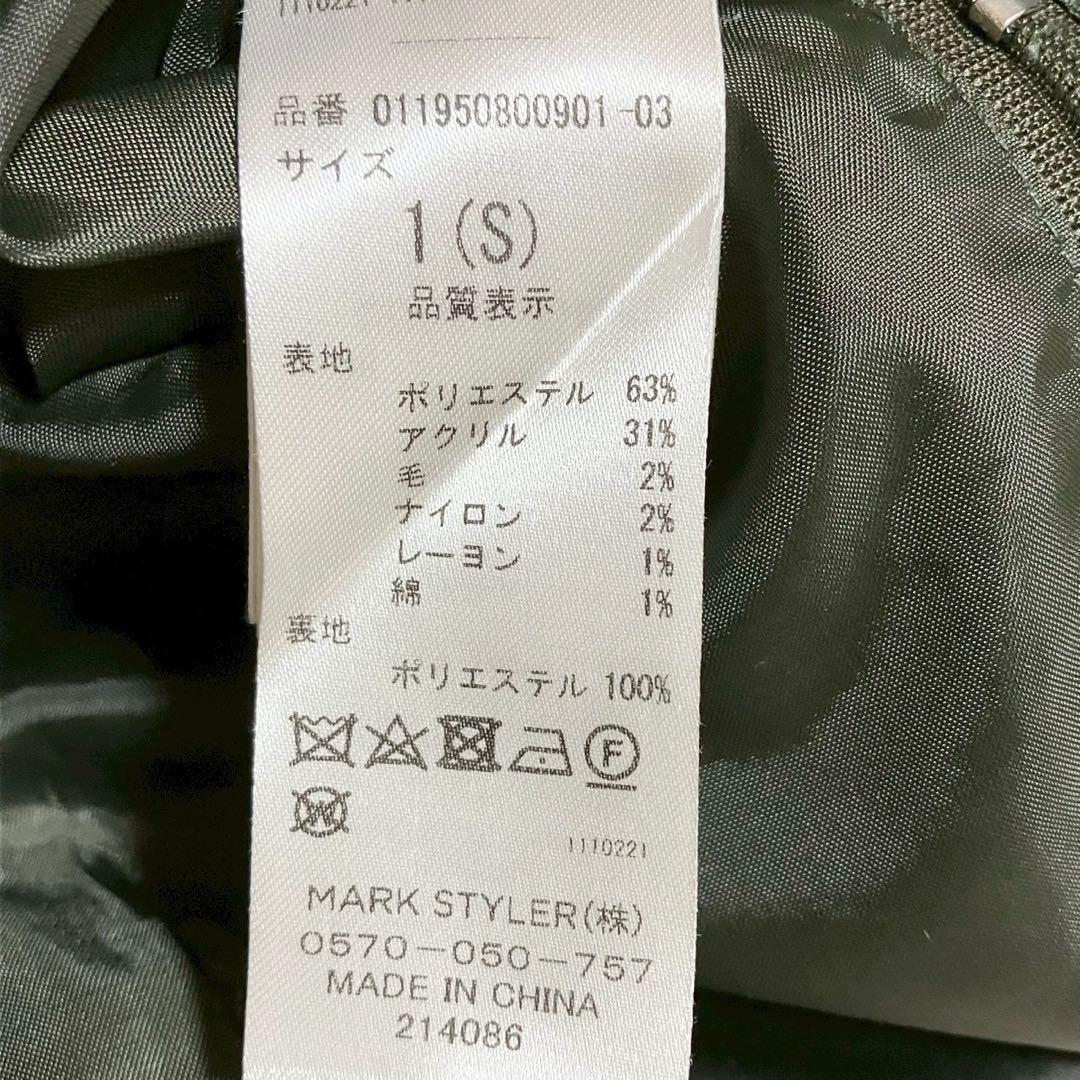 品番 011950800901-03
サイズ
1(S)
品質表示
表地
ポリエステル 63%
アクリル 31%
毛 2%
ナイロン 2%
レーヨン 1%
綿 1%
裏地
ポリエステル 100%
F
W
1110221
MARK STYLER(株)
0570-050-757
MADE IN CHINA
214086